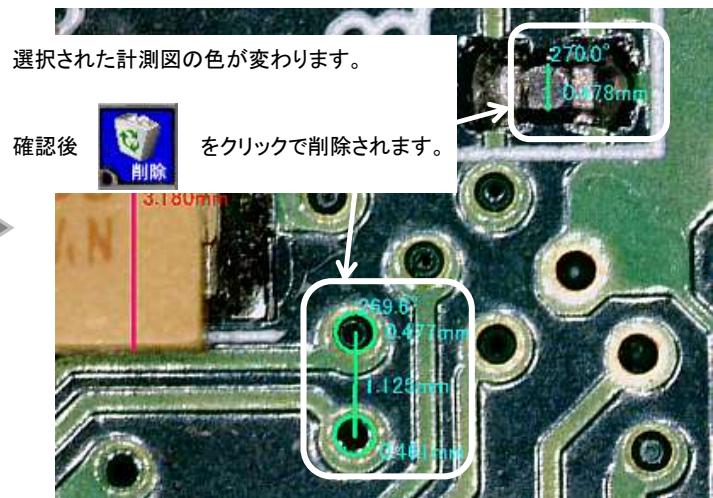 選択された計測図の色が変わります。
確認後 削除 をクリックで削除されます。
270.0°
0.478mm
3.180mm
269.6°
0.477mm
1.125mm
0.461mm